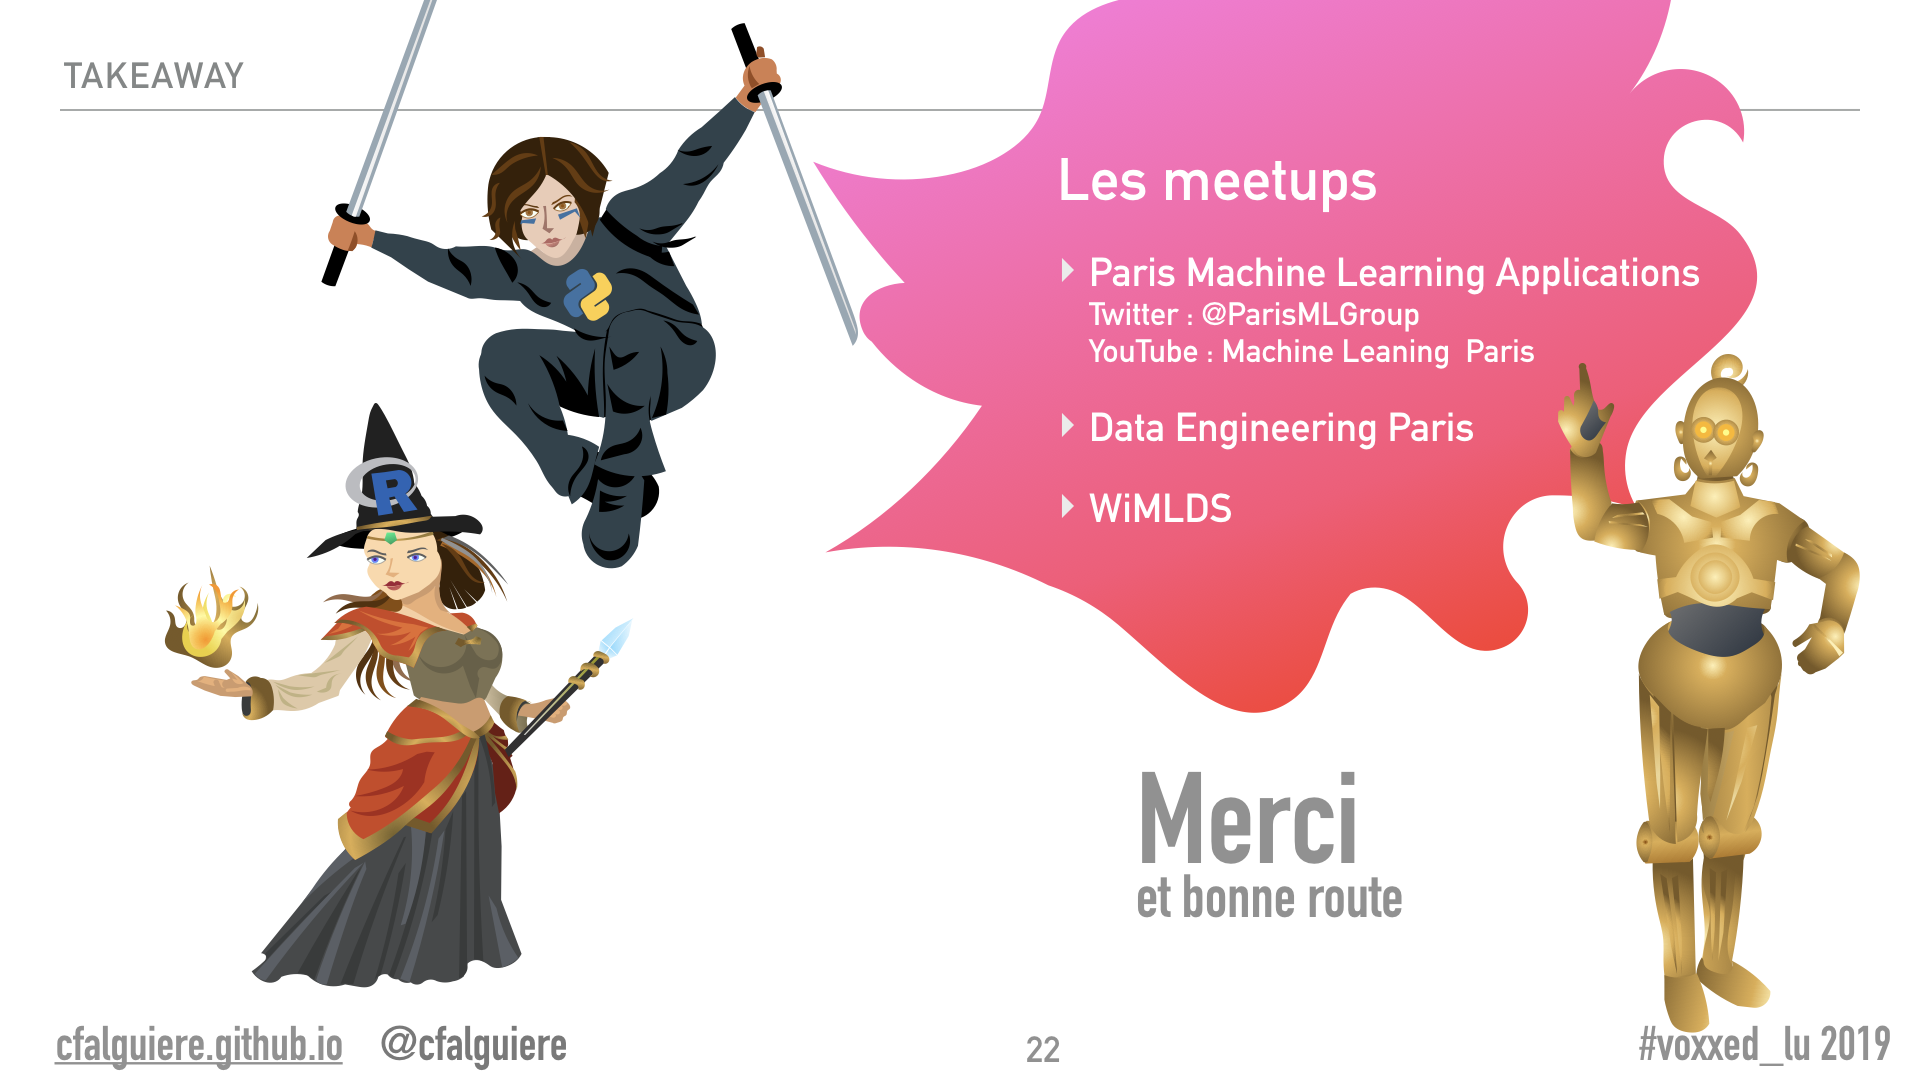 TAKEAWAY
Les meetups
Paris Machine Learning Applications
Twitter : @ParisMLGroup
YouTube : Machine Leaning  Paris
Data Engineering Paris
WiMLDS
R
Merci
et bonne route
cfalguiere.github.io @cfalguiere
22
#voxxed_lu 2019